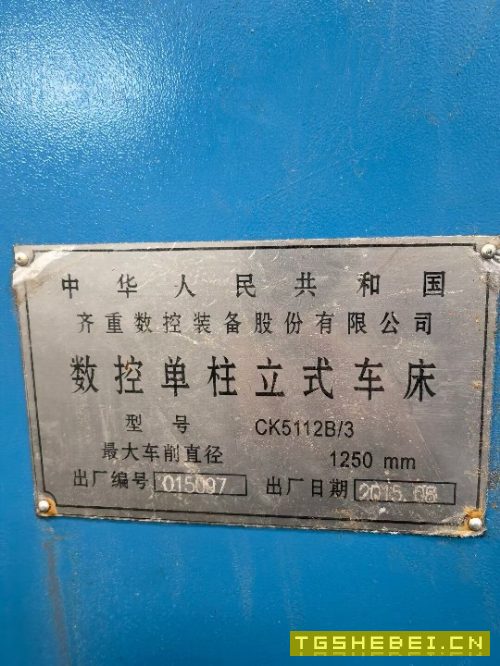 中华人民共和国
齐重数控装备股份有限公司
数控单柱立式车床
型号 CK5112B/3
最大车削直径 1250 mm
出厂编号 015097 出厂日期 2015.08
TGSHEBEI.CN